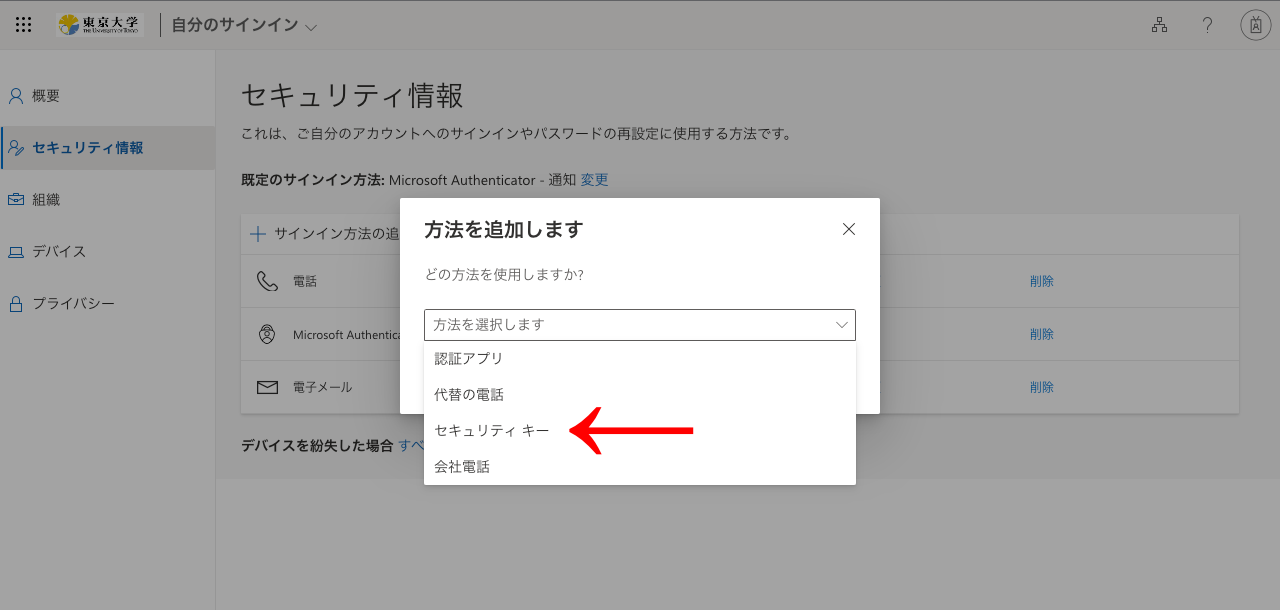 東京大学
THE UNIVERSITY OF TOKYO
自分のサインイン
?
概要
セキュリティ情報
組織
デバイス
プライバシー
セキュリティ情報
これは、ご自分のアカウントへのサインインやパスワードの再設定に使用する方法です。
既定のサインイン方法: Microsoft Authenticator - 通知 変更
サインイン方法の追
電話
削除
Microsoft Authentica
削除
電子メール
削除
デバイスを紛失した場合 すべ
方法を追加します
どの方法を使用しますか?
方法を選択します
認証アプリ
代替の電話
セキュリティ キー
会社電話